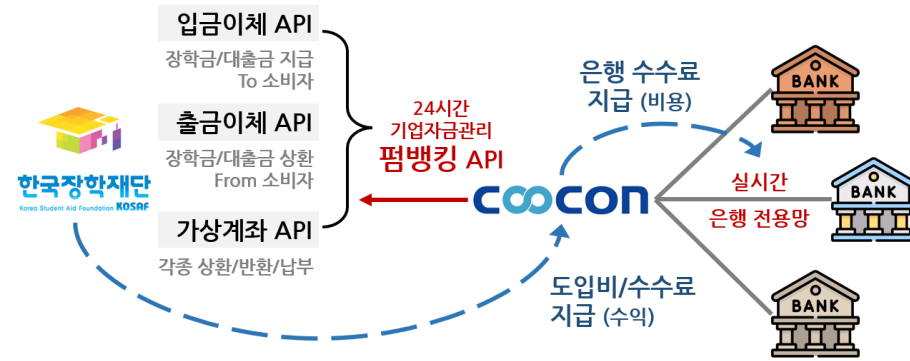 입금이체 API
장학금/대출금 지급
To 소비자
출금이체 API
장학금/대출금 상환
From 소비자
가상계좌 API
각종 상환/반환/납부
한국장학재단
Korea Student Aid Foundation KOSAF
24시간
기업자금관리
펌뱅킹 API
coocon
은행 수수료
지급 (비용)
실시간
은행 전용망
도입비/수수료
지급 (수익)
BANK
BANK
BANK